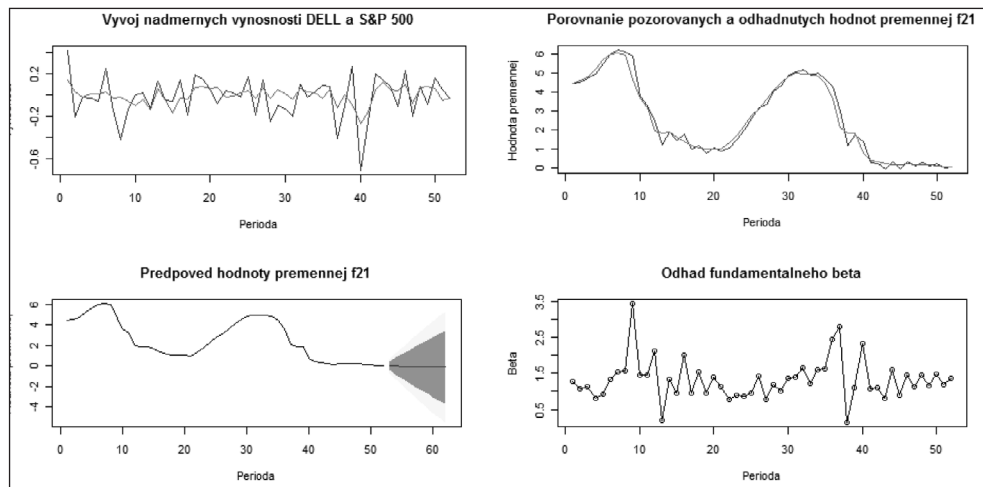 Vyvoj nadmernych vynosnosti DELL a S&P 500
0.2
-0.2
-0.6
0 10 20 30 40 50
Perioda
Porovnanie pozorovanych a odhadnutych hodnot premennej f21
Hodnota premennej
6
5
4
3
2
1
0
0 10 20 30 40 50
Perioda
Predpoved hodnoty premennej f21
6
4
2
0
-2
-4
0 10 20 30 40 50 60
Perioda
Odhad fundamentalneho beta
Beta
3.5
2.5
1.5
0.5
0 10 20 30 40 50
Perioda